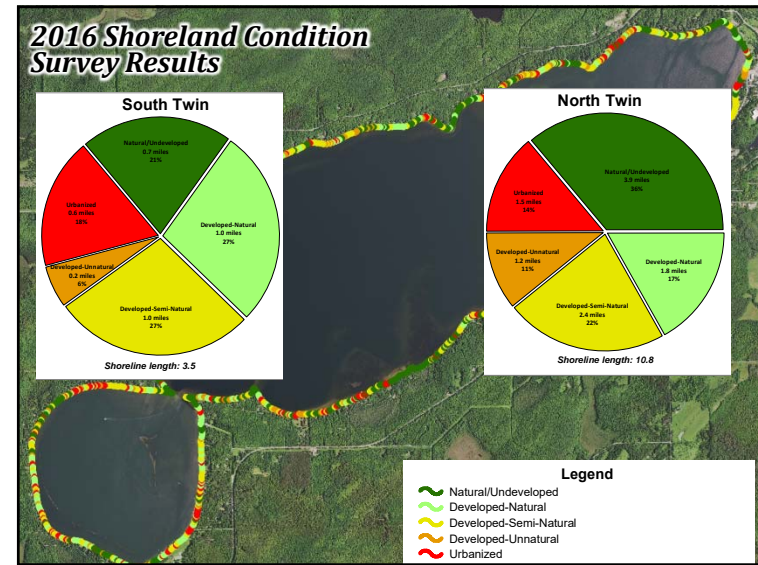 2016 Shoreland Condition
Survey Results
South Twin
Natural/Undeveloped
0.7 miles
21%
Developed-Natural
1.0 miles
27%
Developed-Semi-Natural
1.0 miles
27%
Developed-Unnatural
0.2 miles
6%
Urbanized
0.6 miles
Shoreline length: 3.5
North Twin
Natural/Undeveloped
3.9 miles
36%
Developed-Natural
1.8 miles
17%
Developed-Semi-Natural
2.4 miles
22%
Developed-Unnatural
1.2 miles
11%
Urbanized
1.5 miles
14%
Shoreline length: 10.8
Legend
Natural/Undeveloped
Developed-Natural
Developed-Semi-Natural
Developed-Unnatural
Urbanized